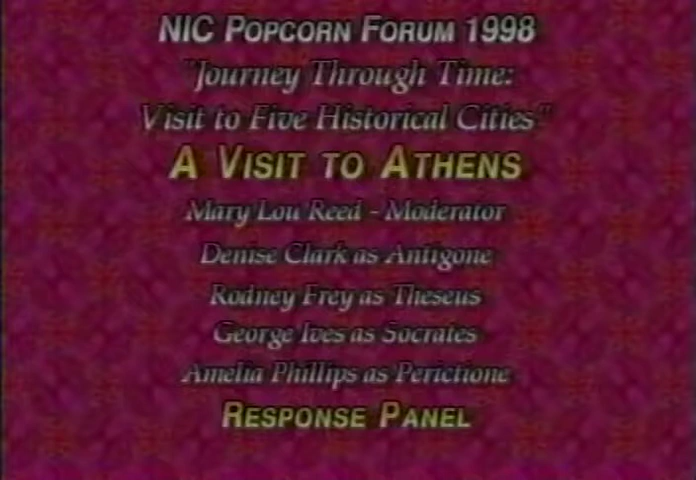 NIC POPCORN FORUM 1998
"Journey Through Time:
Visit to Five Historical Cities"
A VISIT TO ATHENS
Mary Lou Reed - Moderator
Denise Clark as Antigone
Rodney Frey as Theseus
George Ives as Socrates
Amelia Phillips as Perictione
RESPONSE PANEL